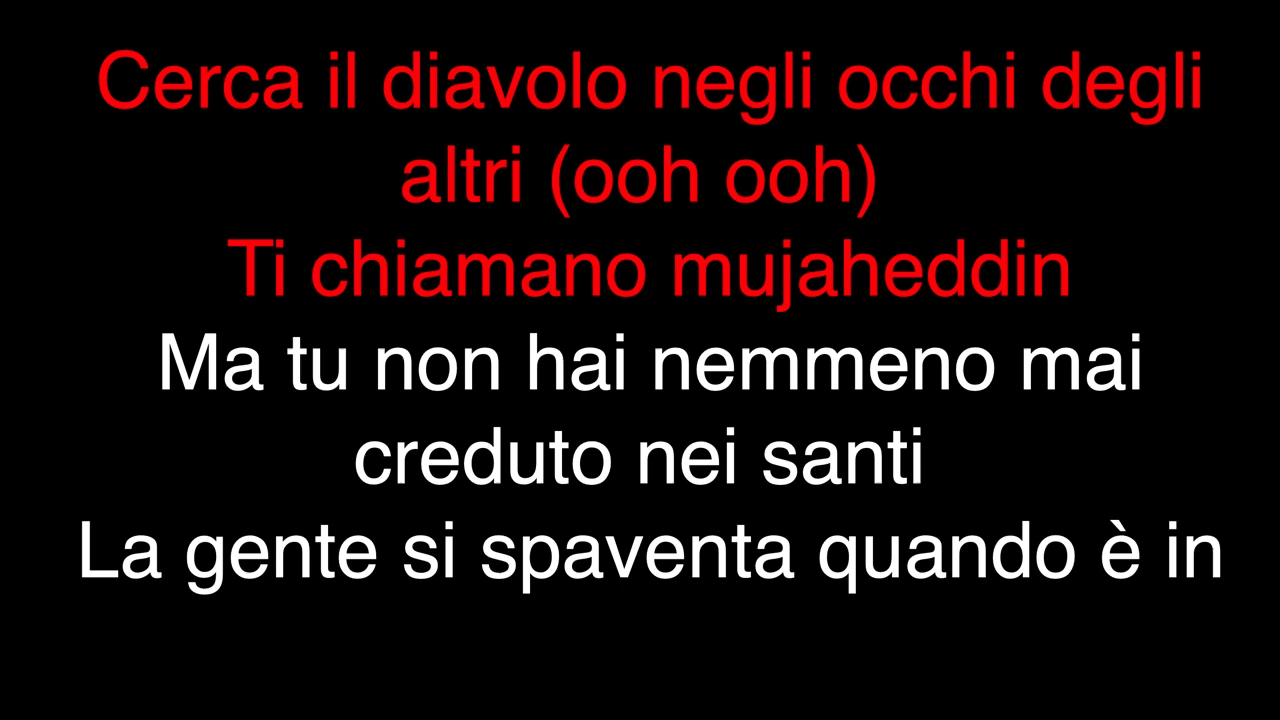 Cerca il diavolo negli occhi degli
altri (ooh ooh)
Ti chiamano mujaheddin
Ma tu non hai nemmeno mai
creduto nei santi
La gente si spaventa quando è in